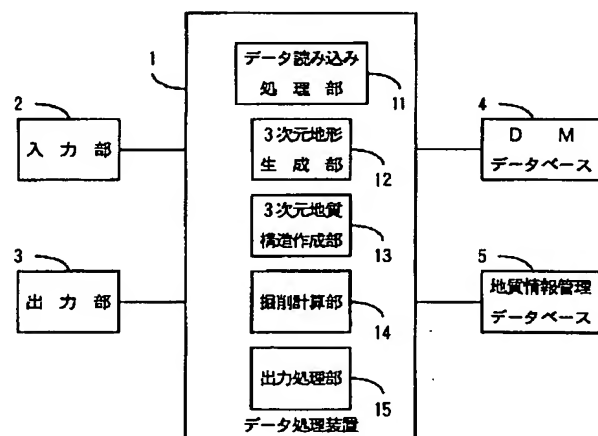 1
データ読み込み
処理部
11
2
入力部
3次元地形
生成部
12
4
DM
データベース
3次元地質
構造作成部
13
3
出力部
掘削計算部
14
5
地質情報管理
データベース
出力処理部
15
データ処理装置